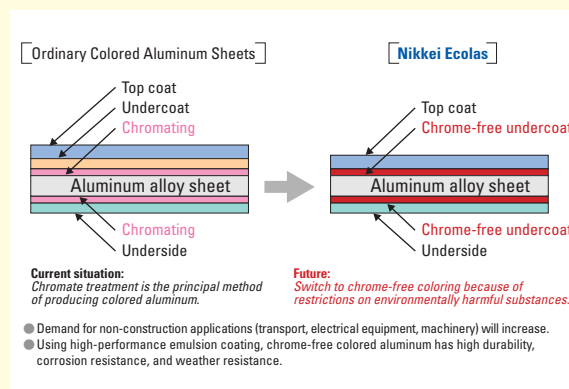 Ordinary Colored Aluminum Sheets
Top coat
Undercoat
Chromating
Aluminum alloy sheet
Chromating
Underside
Current situation:
Chromate treatment is the principal method
of producing colored aluminum.
Nikkei Ecolas
Top coat
Chrome-free undercoat
Aluminum alloy sheet
Chrome-free undercoat
Underside
Future:
Switch to chrome-free coloring because of
restrictions on environmentally harmful substances.
● Demand for non-construction applications (transport, electrical equipment, machinery) will increase.
● Using high-performance emulsion coating, chrome-free colored aluminum has high durability,
corrosion resistance, and weather resistance.